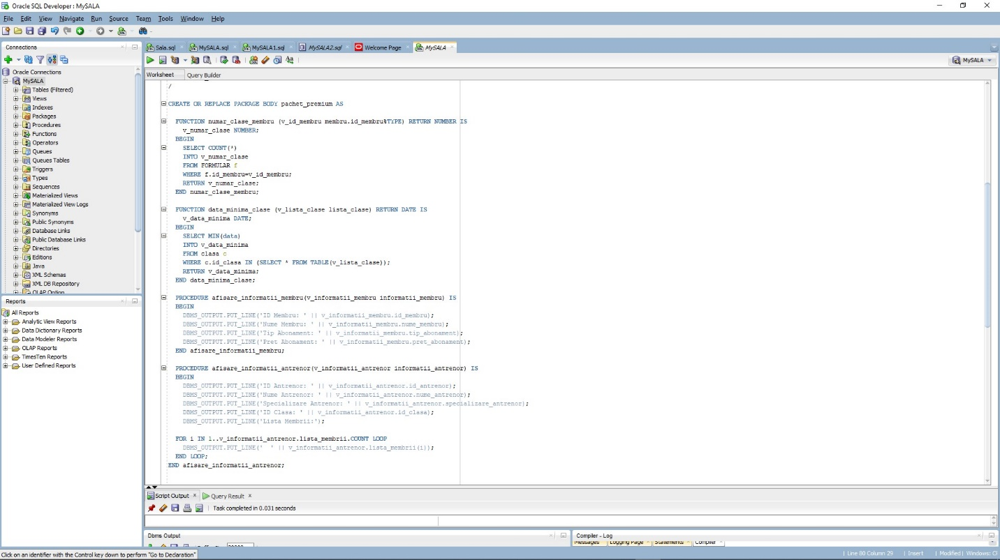 Oracle SQL Developer : MySALA
File Edit View Navigate Run Source Team Tools Window Help
Connections
Sala.sql MySALA.sql MySALA1.sql MySALA2.sql Welcome Page MySALA
MySALA
Worksheet Query Builder
Oracle Connections
MySALA
Tables (Filtered)
Views
Indexes
Packages
Procedures
Functions
Operators
Queues
Queues Tables
Triggers
Types
Sequences
Materialized Views
Materialized View Logs
Synonyms
Public Synonyms
Database Links
Public Database Links
Directories
Editions
Java
XML Schemas
XML DB Repository
OLAP Option
Reports
All Reports
Analytic View Reports
Data Dictionary Reports
Data Modeler Reports
OLAP Reports
TimesTen Reports
User Defined Reports
/
CREATE OR REPLACE PACKAGE BODY pachet_premium AS
FUNCTION numar_clase_membru (v_id_membru membru.id_membru%TYPE) RETURN NUMBER IS
v_numar_clase NUMBER;
BEGIN
SELECT COUNT(*)
INTO v_numar_clase
FROM FORMULAR f
WHERE f.id_membru=v_id_membru;
RETURN v_numar_clase;
END numar_clase_membru;
FUNCTION data_minima_clase (v_lista_clase lista_clase) RETURN DATE IS
v_data_minima DATE;
BEGIN
SELECT MIN(data)
INTO v_data_minima
FROM clasa c
WHERE c.id_clasa IN (SELECT * FROM TABLE(v_lista_clase));
RETURN v_data_minima;
END data_minima_clase;
PROCEDURE afisare_informatii_membru(v_informatii_membru informatii_membru) IS
BEGIN
DBMS_OUTPUT.PUT_LINE('ID Membru: ' || v_informatii_membru.id_membru);
DBMS_OUTPUT.PUT_LINE('Nume Membru: ' || v_informatii_membru.nume_membru);
DBMS_OUTPUT.PUT_LINE('Tip Abonament: ' || v_informatii_membru.tip_abonament);
DBMS_OUTPUT.PUT_LINE('Pret Abonament: ' || v_informatii_membru.pret_abonament);
END afisare_informatii_membru;
PROCEDURE afisare_informatii_antrenor(v_informatii_antrenor informatii_antrenor) IS
BEGIN
DBMS_OUTPUT.PUT_LINE('ID Antrenor: ' || v_informatii_antrenor.id_antrenor);
DBMS_OUTPUT.PUT_LINE('Nume Antrenor: ' || v_informatii_antrenor.nume_antrenor);
DBMS_OUTPUT.PUT_LINE('Specializare Antrenor: ' || v_informatii_antrenor.specializare_antrenor);
DBMS_OUTPUT.PUT_LINE('ID Clasa: ' || v_informatii_antrenor.id_clasa);
DBMS_OUTPUT.PUT_LINE('Lista Membrii:');
FOR i IN 1..v_informatii_antrenor.lista_membrii.COUNT LOOP
DBMS_OUTPUT.PUT_LINE('  ' || v_informatii_antrenor.lista_membrii(i));
END LOOP;
END afisare_informatii_antrenor;
Script Output Query Result
Task completed in 0.031 seconds
Dbms Output
Compiler - Log
Messages Logging Page Statements Compiler
Click on an identifier with the Control key down to perform "Go to Declaration"
Line 80 Column 29 Insert Modified Windows: C